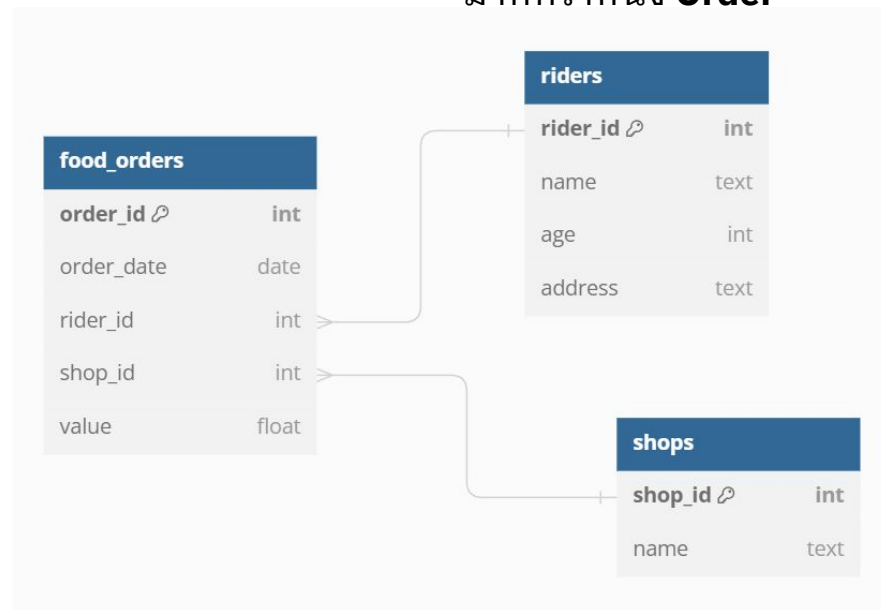 Order
food_orders
order_id int
order_date date
rider_id int
shop_id int
value float
riders
rider_id int
name text
age int
address text
shops
shop_id int
name text